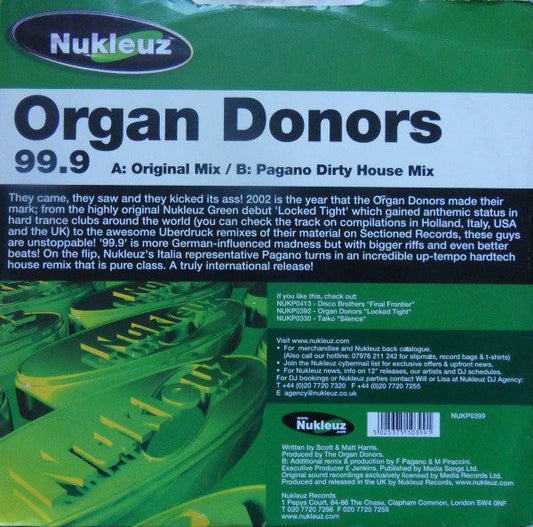 Nukleuz
Organ Donors
99.9 A: Original Mix / B: Pagano Dirty House Mix
They came, they saw and they kicked its ass! 2002 is the year that the Organ Donors made their
mark; from the highly original Nukleuz Green debut 'Locked Tight' which gained anthemic status in
hard trance clubs around the world (you can check the track on compilations in Holland, Italy, USA
and the UK) to the awesome Uberdruck remixes of their material on Sectioned Records, these guys
are unstoppable! '99.9' is more German-influenced madness but with bigger riffs and even better
beats! On the flip, Nukleuz's Italia representative Pagano turns in an incredible up-tempo hardtech
house remix that is pure class. A truly international release!
If you like this, check out:
NUKP0413 - Disco Brothers "Final Frontier"
NUKP0392 - Organ Donors "Locked Tight"
NUKP0330 - Taiko "Silence"
Visit www.nukleuz.com
• For merchandise and Nukleuz back catalogue.
(Also call our hotline: 07976 211 242 for slipmats, record bags & t-shirts)
• Join the Nukleuz cybermail list for exclusive offers & upfront news.
• For Nukleuz news, info on 12" releases, our artists and DJ schedules.
For DJ bookings or Nukleuz parties contact Will or Lisa at Nukleuz DJ Agency:
T +44 (0)20 7720 7320 F +44 (0)20 7720 7255
E agency@nukleuz.co.uk
NUKP0399
www.
Nukleuz
.com
5 025375 303991
Written by Scott & Matt Harris.
Produced by The Organ Donors.
B: Additional remix & production by F Pagano & M Piraccini.
Executive Producer E Jenkins, Published by Media Songs Ltd.
Original sound recordings exclusively licensed by Media Records Ltd.
Produced and released in the UK by Nukleuz Records, www.nukleuz.com
Nukleuz Records
1 Pepys Court, 84-86 The Chase, Clapham Common, London SW4 0NF
T 020 7720 7266 F 020 7720 7255
Nukleuz
Nukleuz